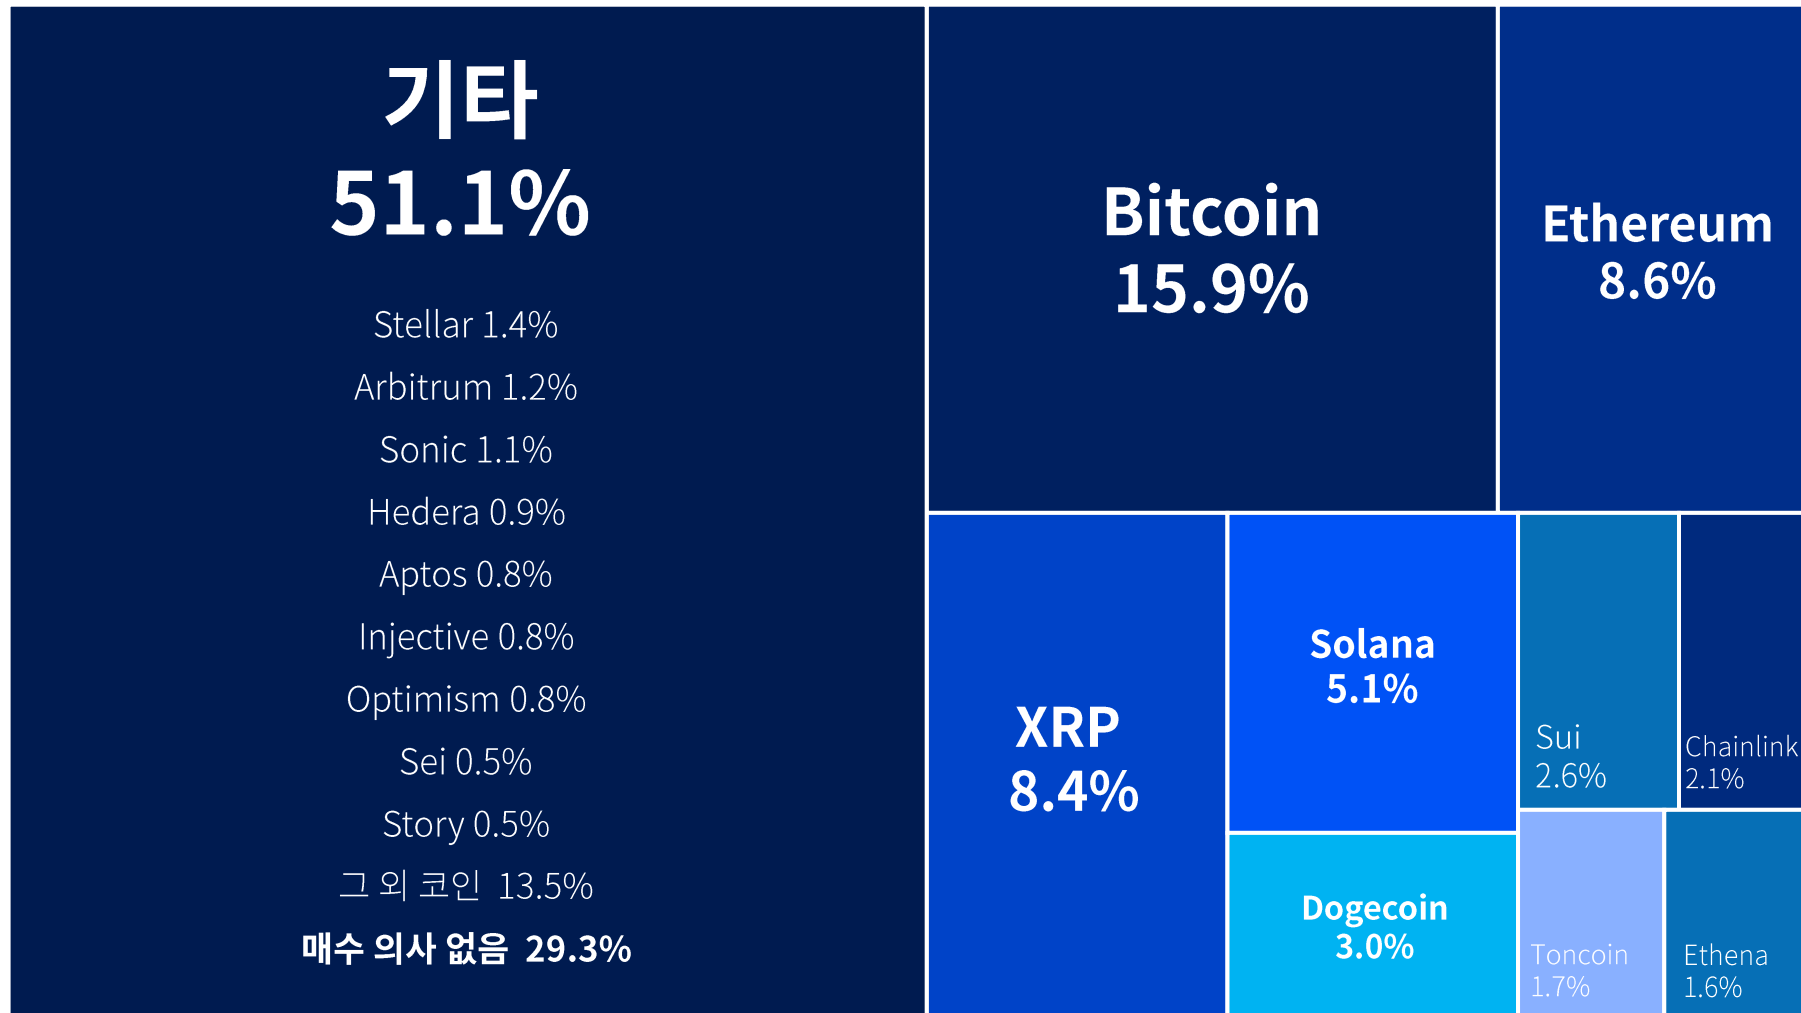 기타
51.1%
Stellar 1.4%
Arbitrum 1.2%
Sonic 1.1%
Hedera 0.9%
Aptos 0.8%
Injective 0.8%
Optimism 0.8%
Sei 0.5%
Story 0.5%
그 외 코인 13.5%
매수 의사 없음 29.3%
Bitcoin
15.9%
Ethereum
8.6%
XRP
8.4%
Solana
5.1%
Dogecoin
3.0%
Sui
2.6%
Chainlink
2.1%
Toncoin
1.7%
Ethena
1.6%